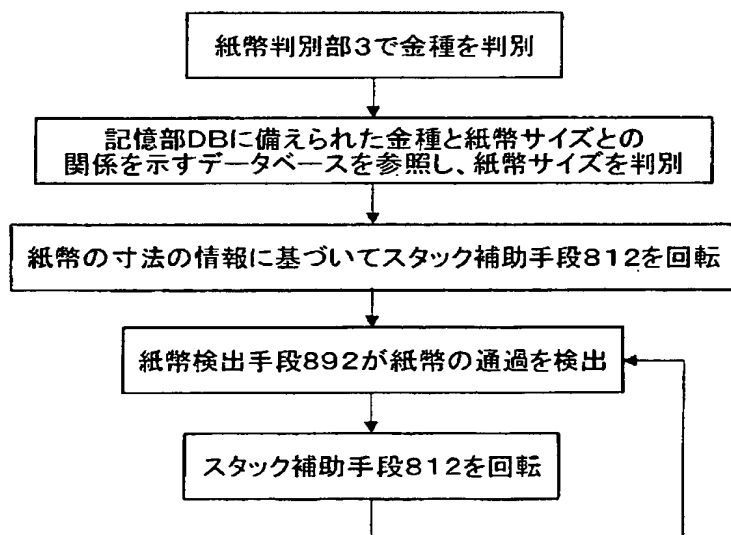 紙幣判別部3で金種を判別
記憶部DBに備えられた金種と紙幣サイズとの
関係を示すデータベースを参照し、紙幣サイズを判別
紙幣の寸法の情報に基づいてスタック補助手段812を回転
紙幣検出手段892が紙幣の通過を検出
スタック補助手段812を回転